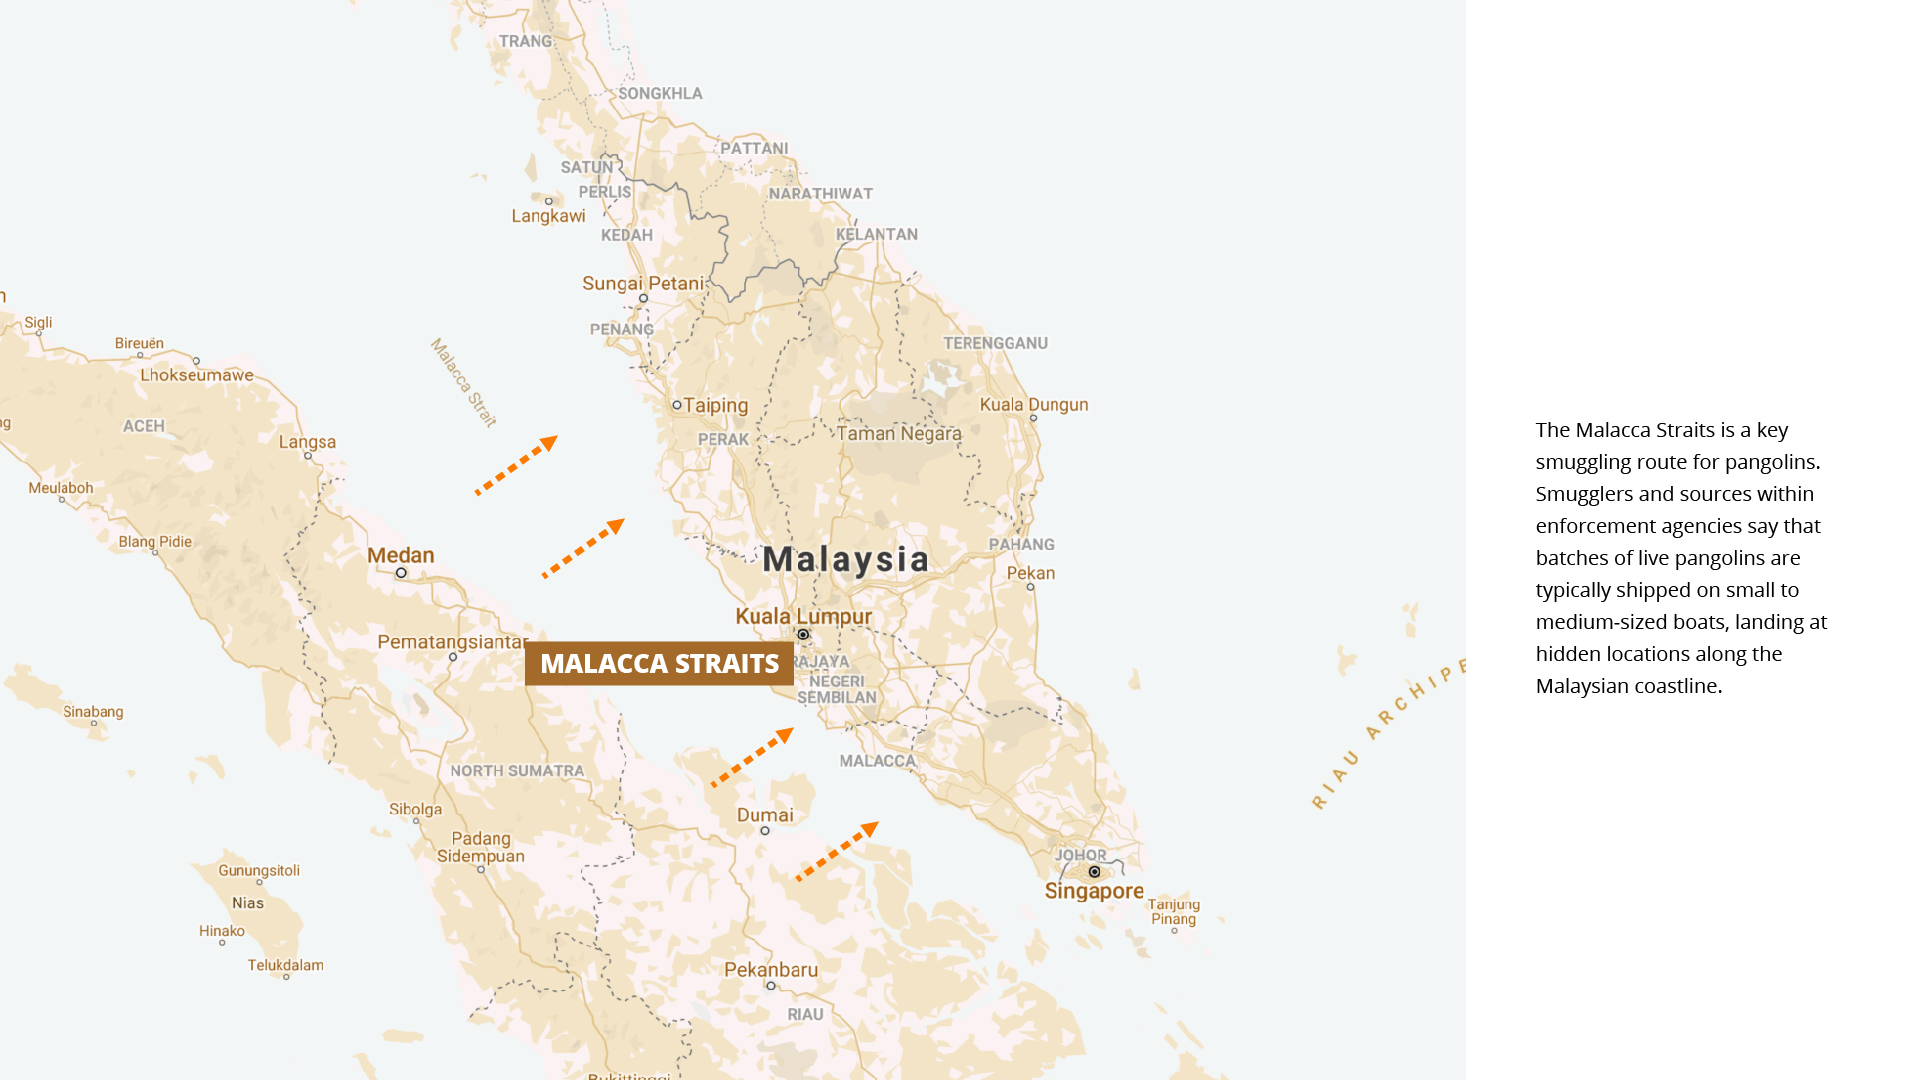 TRANG
SONGKHLA
PATTANI
SATUN
PERLIS
NARATHIWAT
Langkawi
KEDAH
KELANTAN
Sungai Petani
Sigli
PENANG
Bireuén
TERENGGANU
Lhokseumawe
Malacca Strait
Taiping
Kuala Dungun
ACEH
Langsa
PERAK
Taman Negara
Meulaboh
Blang Pidie
Medan
Malaysia
PAHANG
Pekan
Kuala Lumpur
Pematangsiantar
MALACCA STRAITS
RAJAYA
NEGERI
SEMBILAN
Sinabang
RIAU ARCHIPE
NORTH SUMATRA
MALACCA
Sibolga
Dumai
Padang
Sidempuan
JOHOR
Gunungsitoli
Singapore
Nias
Tanjung
Pinang
Hinako
Telukdalam
Pekanbaru
RIAU
Bukittinggi
The Malacca Straits is a key
smuggling route for pangolins.
Smugglers and sources within
enforcement agencies say that
batches of live pangolins are
typically shipped on small to
medium-sized boats, landing at
hidden locations along the
Malaysian coastline.